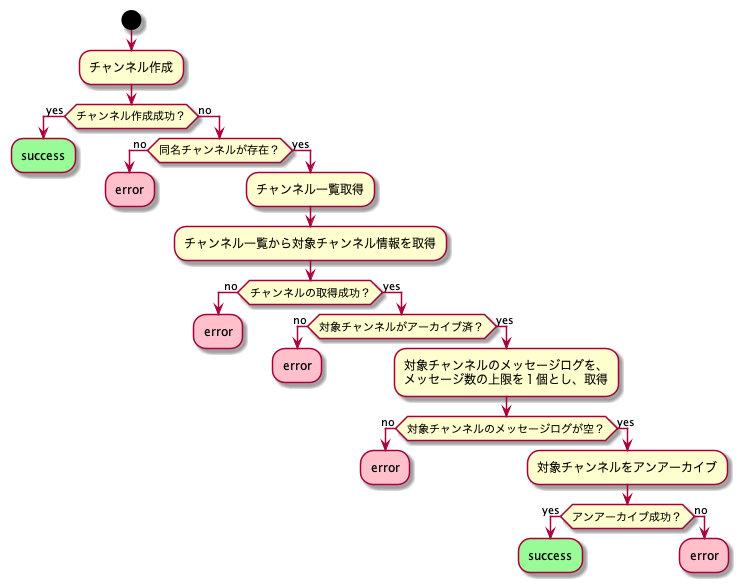 チャンネル作成
yes
チャンネル作成成功？
no
success
no
同名チャンネルが存在？
yes
error
チャンネル一覧取得
チャンネル一覧から対象チャンネル情報を取得
no
チャンネルの取得成功？
yes
error
no
対象チャンネルがアーカイブ済？
yes
error
対象チャンネルのメッセージログを、
メッセージ数の上限を１個とし、取得
no
対象チャンネルのメッセージログが空？
yes
error
対象チャンネルをアンアーカイブ
yes
アンアーカイブ成功？
no
success
error